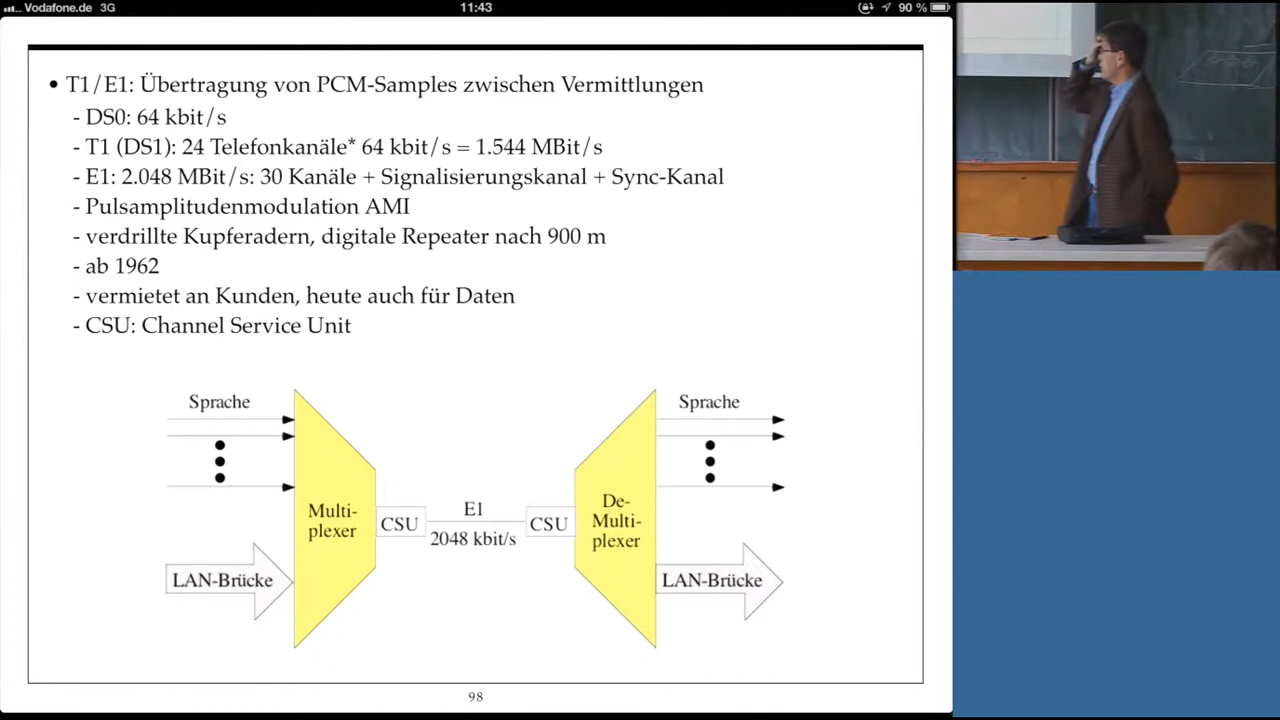 Vodafone.de 3G 11:43 90 %
• T1/E1: Übertragung von PCM-Samples zwischen Vermittlungen
- DS0: 64 kbit/s
- T1 (DS1): 24 Telefonkanäle* 64 kbit/s = 1.544 MBit/s
- E1: 2.048 MBit/s: 30 Kanäle + Signalisierungskanal + Sync-Kanal
- Pulsamplitudenmodulation AMI
- verdrillte Kupferadern, digitale Repeater nach 900 m
- ab 1962
- vermietet an Kunden, heute auch für Daten
- CSU: Channel Service Unit
Sprache
Multi-
plexer
LAN-Brücke
CSU
E1
2048 kbit/s
CSU
De-
Multi-
plexer
Sprache
LAN-Brücke
98